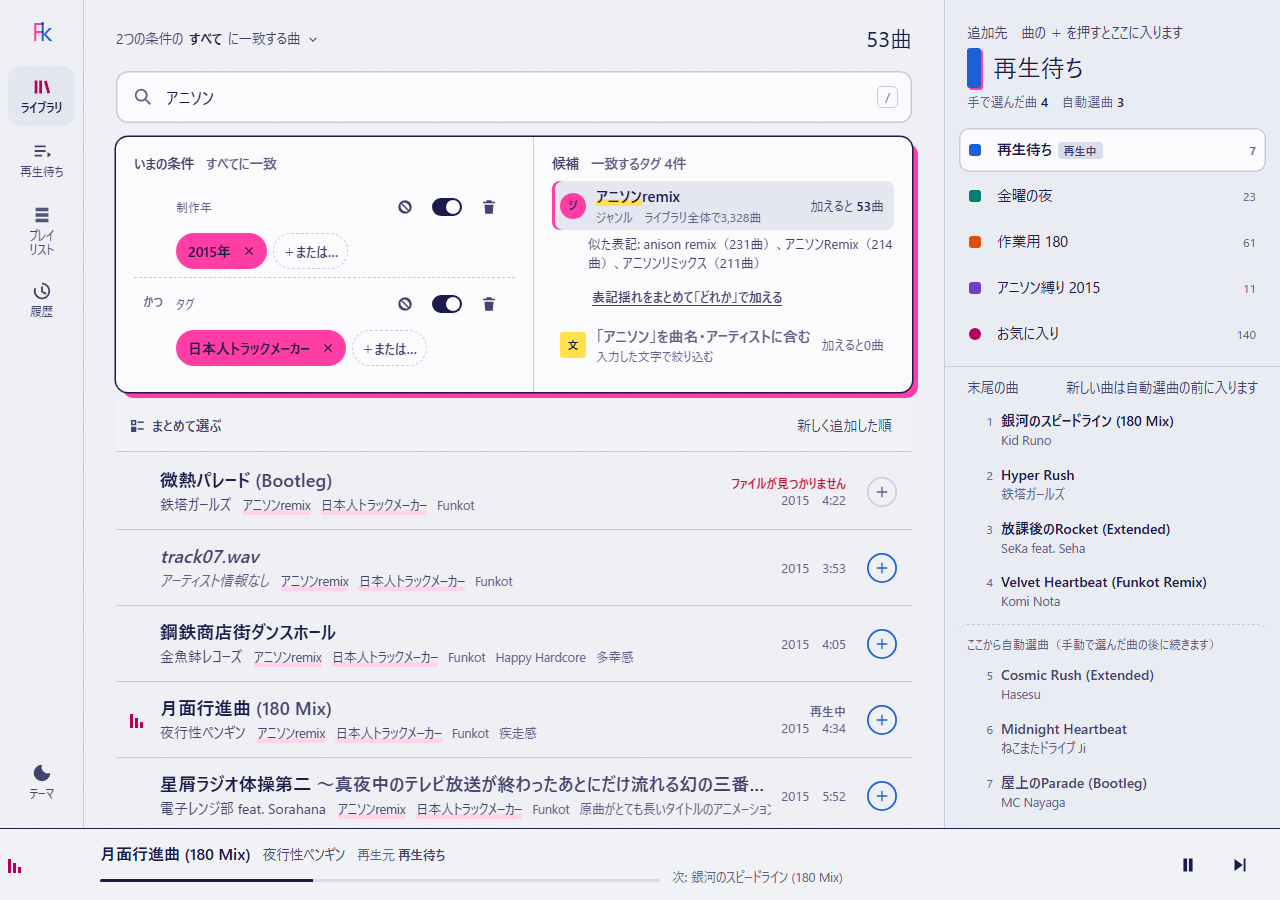 Fk
ライブラリ
再生待ち
プレイ
リスト
履歴
テーマ
2つの条件の すべて に一致する曲
53曲
アニソン
/
いまの条件 すべてに一致
制作年
2015年 ×
+または…
かつ タグ
日本人トラックメーカー ×
+または…
候補 一致するタグ 4件
ジ
アニソンremix
ジャンル ライブラリ全体で3,328曲
加えると 53曲
似た表記: anison remix（231曲）、アニソンRemix（214
曲）、アニソンリミックス（211曲）
表記揺れをまとめて「どれか」で加える
文
「アニソン」を曲名・アーティストに含む
入力した文字で絞り込む
加えると0曲
まとめて選ぶ
新しく追加した順
微熱パレード (Bootleg)
鉄塔ガールズ アニソンremix 日本人トラックメーカー Funkot
ファイルが見つかりません
2015 4:22
track07.wav
アーティスト情報なし アニソンremix 日本人トラックメーカー Funkot
2015 3:53
鋼鉄商店街ダンスホール
金魚鉢レコーズ アニソンremix 日本人トラックメーカー Funkot Happy Hardcore 多幸感
2015 4:05
月面行進曲 (180 Mix)
夜行性ペンギン アニソンremix 日本人トラックメーカー Funkot 疾走感
再生中
2015 4:34
星屑ラジオ体操第二 〜真夜中のテレビ放送が終わったあとにだけ流れる幻の三番…
電子レンジ部 feat. Sorahana アニソンremix 日本人トラックメーカー Funkot 原曲がとても長いタイトルのアニメーション
2015 5:52
追加先 曲の + を押すとここに入ります
再生待ち
手で選んだ曲 4 自動選曲 3
再生待ち 再生中 7
金曜の夜 23
作業用 180 61
アニソン縛り 2015 11
お気に入り 140
末尾の曲 新しい曲は自動選曲の前に入ります
1 銀河のスピードライン (180 Mix)
Kid Runo
2 Hyper Rush
鉄塔ガールズ
3 放課後のRocket (Extended)
SeKa feat. Seha
4 Velvet Heartbeat (Funkot Remix)
Komi Nota
ここから自動選曲（手動で選んだ曲の後に続きます）
5 Cosmic Rush (Extended)
Hasesu
6 Midnight Heartbeat
ねこまたドライブ Ji
7 屋上のParade (Bootleg)
MC Nayaga
月面行進曲 (180 Mix) 夜行性ペンギン 再生元 再生待ち
次: 銀河のスピードライン (180 Mix)